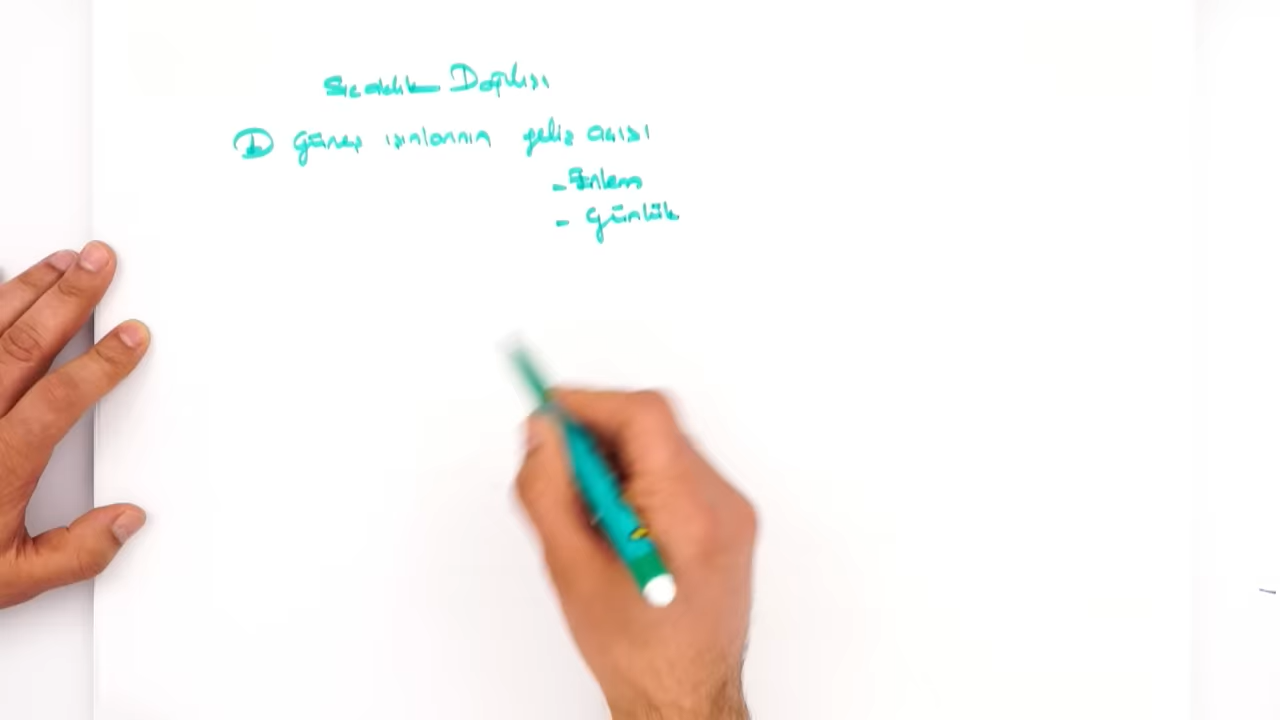 Sıcaklık Dağılışı
① Güneş ışınlarının geliş açısı
- Enlem
- Günlük